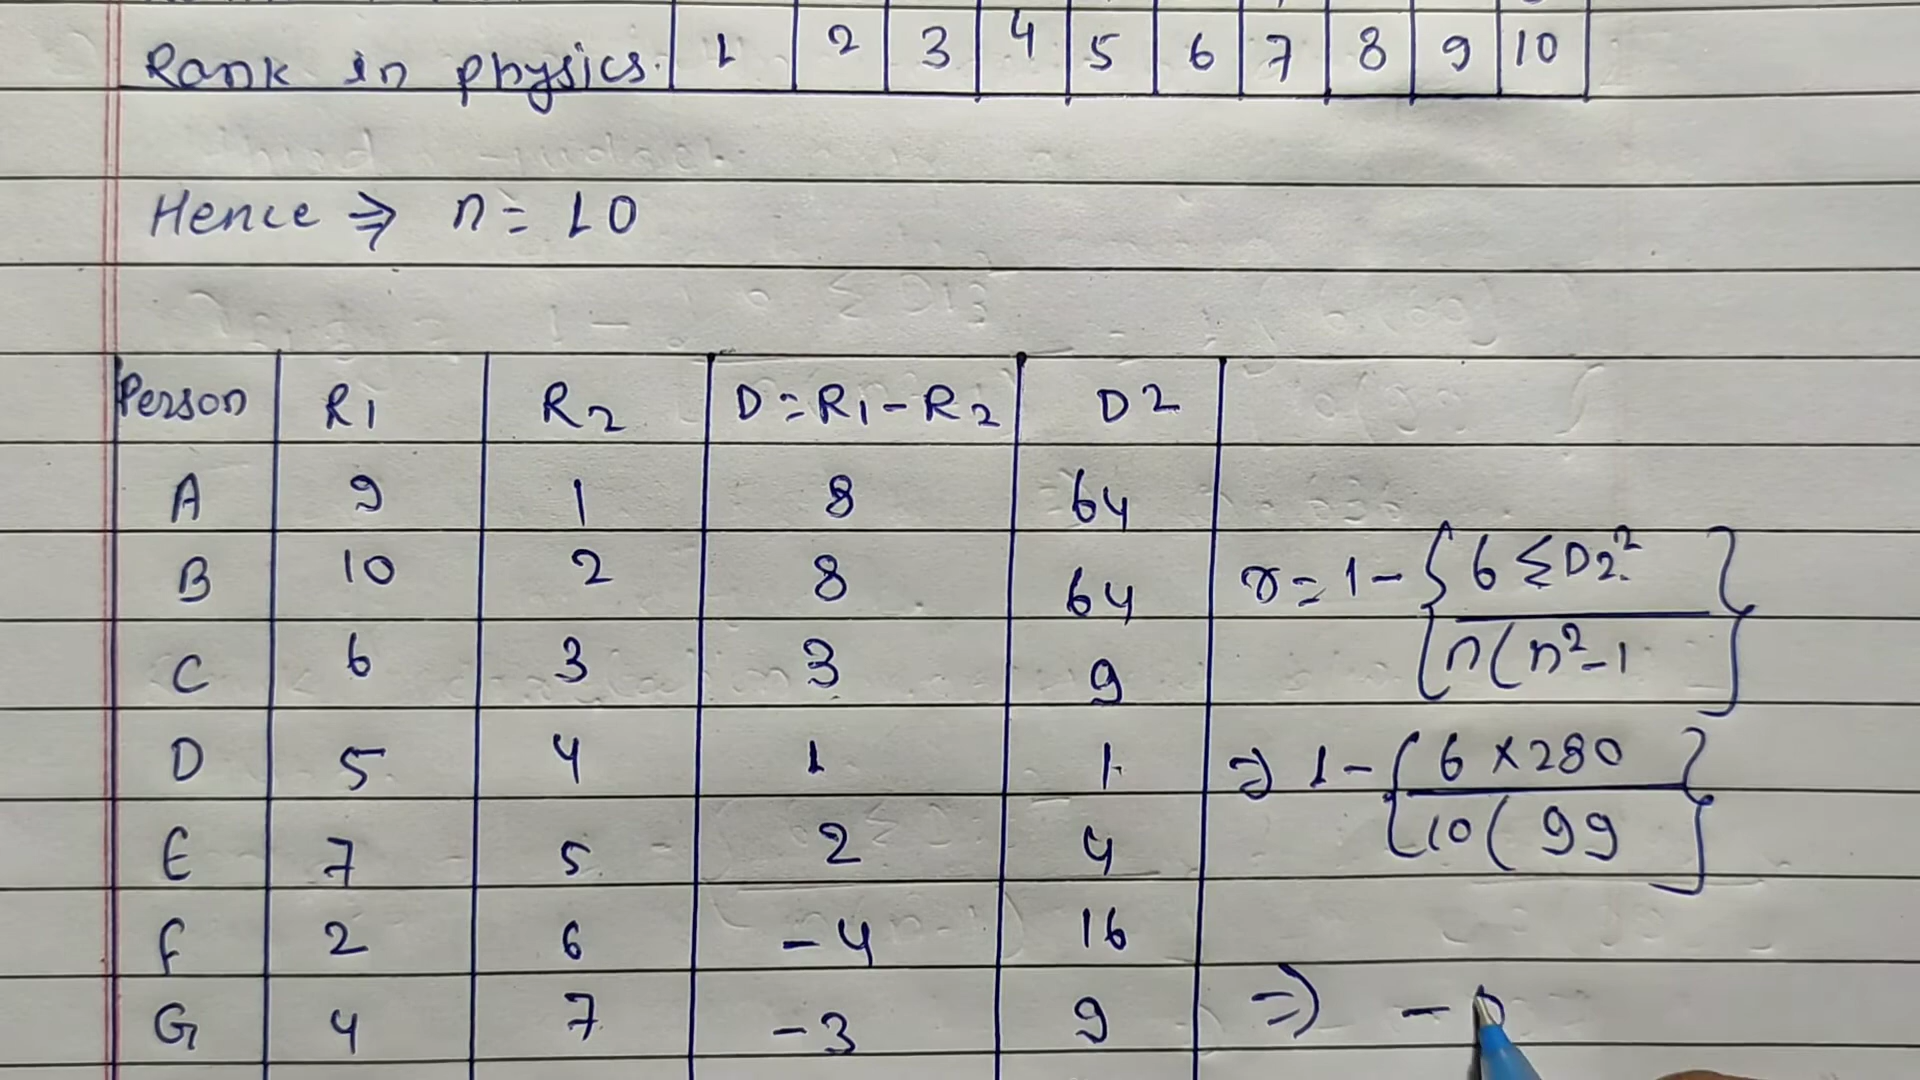 Rank in physics. 1 2 3 4 5 6 7 8 9 10
Hence ⇒ n = 10
Person R1 R2 D=R1-R2 D2
A 9 1 8 64
B 10 2 8 64
r = 1 - { 6 ΣD2.² / n(n²-1 }
C 6 3 3 9
D 5 4 1 1.
⇒ 1 - { 6 × 280 / 10( 99 }
E 7 5. 2 4
F 2 6 -4 16
G 4 7 -3 9
⇒ - 0